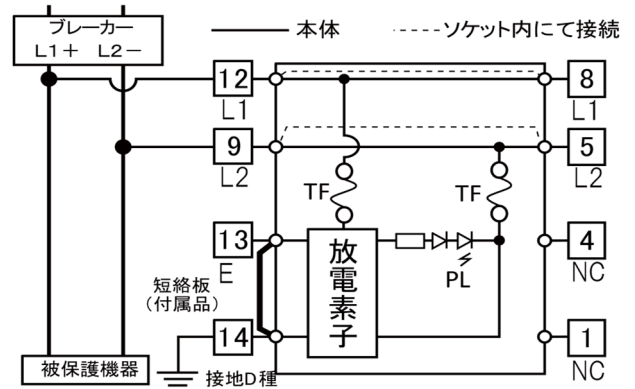 ブレーカー
L1＋ L2－
本体
ソケット内にて接続
12
L1
8
L1
9
L2
5
L2
TF
TF
13
E
放電素子
PL
4
NC
短絡板
（付属品）
14
1
NC
被保護機器
接地D種